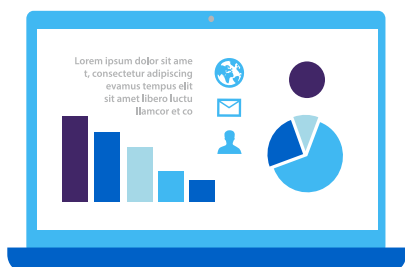 Lorem ipsum dolor sit ame
t, consectetur adipiscing
evamus tempus elit
sit amet libero luctu
llamcor et co